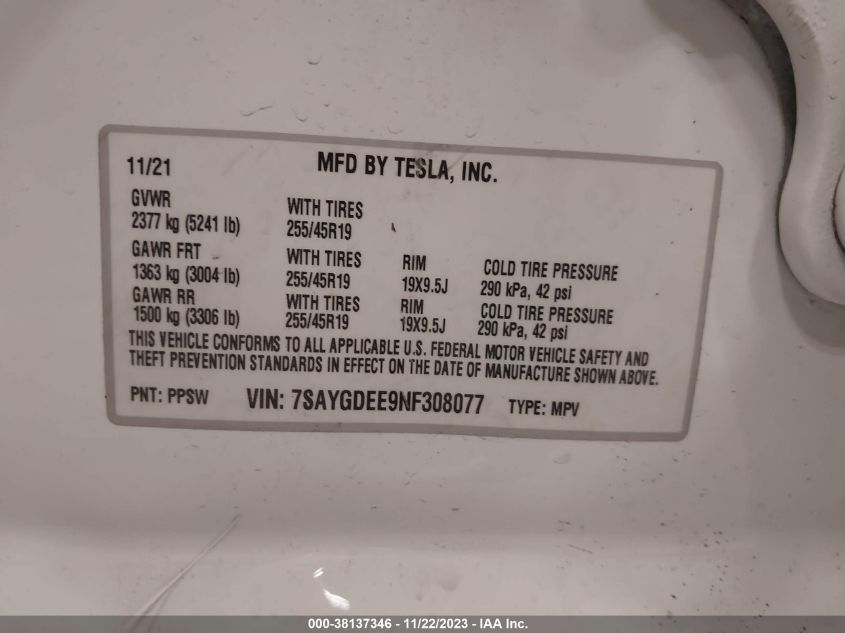 11/21 MFD BY TESLA, INC.
GVWR
2377 kg (5241 lb) WITH TIRES 255/45R19
GAWR FRT
1363 kg (3004 lb) WITH TIRES 255/45R19 RIM 19X9.5J COLD TIRE PRESSURE 290 kPa, 42 psi
GAWR RR
1500 kg (3306 lb) WITH TIRES 255/45R19 RIM 19X9.5J COLD TIRE PRESSURE 290 kPa, 42 psi
THIS VEHICLE CONFORMS TO ALL APPLICABLE U.S. FEDERAL MOTOR VEHICLE SAFETY AND
THEFT PREVENTION STANDARDS IN EFFECT ON THE DATE OF MANUFACTURE SHOWN ABOVE.
PNT: PPSW VIN: 7SAYGDEE9NF308077 TYPE: MPV
000-38137346 - 11/22/2023 - IAA Inc.